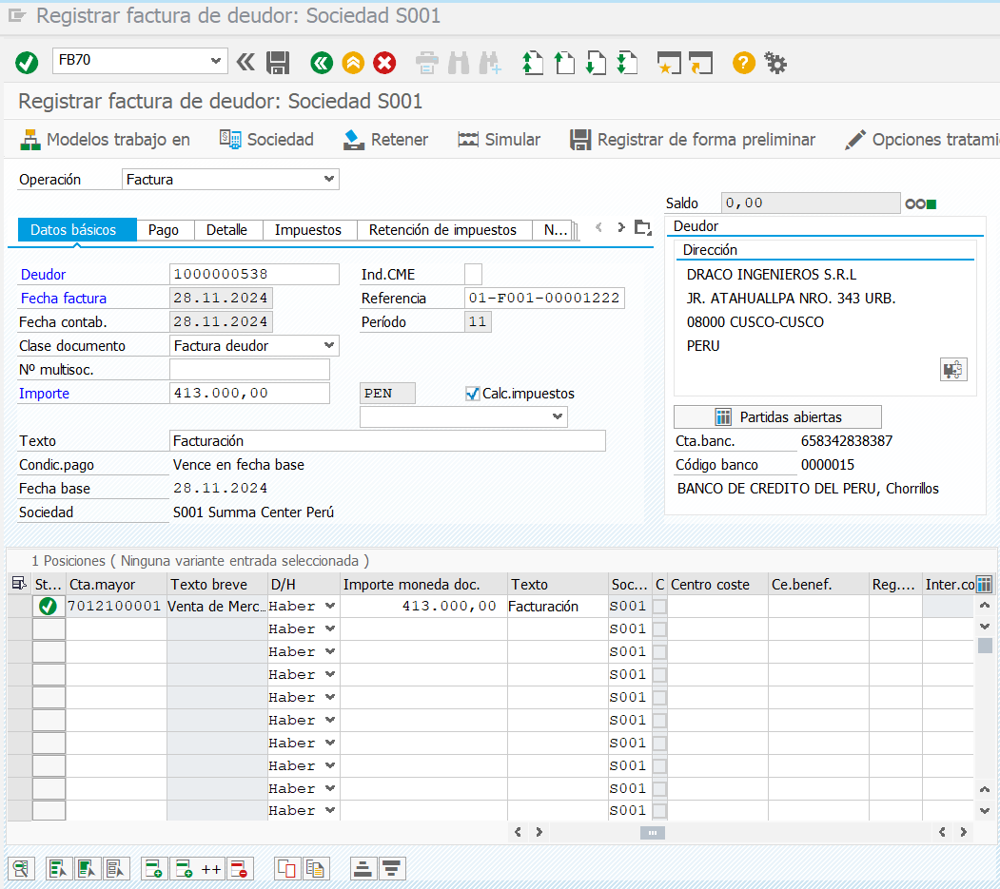 Registrar factura de deudor: Sociedad S001
FB70
Registrar factura de deudor: Sociedad S001
Modelos trabajo en Sociedad Retener Simular Registrar de forma preliminar Opciones tratami
Operación Factura
Saldo 0,00
Datos básicos Pago Detalle Impuestos Retención de impuestos N...
Deudor
Dirección
DRACO INGENIEROS S.R.L
JR. ATAHUALLPA NRO. 343 URB.
08000 CUSCO-CUSCO
PERU
Deudor 1000000538 Ind.CME
Fecha factura 28.11.2024 Referencia 01-F001-00001222
Fecha contab. 28.11.2024 Período 11
Clase documento Factura deudor
Nº multisoc.
Importe 413.000,00 PEN Calc.impuestos
Texto Facturación
Condic.pago Vence en fecha base
Fecha base 28.11.2024
Sociedad S001 Summa Center Perú
Partidas abiertas
Cta.banc. 658342838387
Código banco 0000015
BANCO DE CREDITO DEL PERU, Chorrillos
1 Posiciones ( Ninguna variante entrada seleccionada )
St... Cta.mayor Texto breve D/H Importe moneda doc. Texto Soc... C Centro coste Ce.benef. Reg.... Inter.co
7012100001 Venta de Merc... Haber 413.000,00 Facturación S001
Haber S001
Haber S001
Haber S001
Haber S001
Haber S001
Haber S001
Haber S001
Haber S001
Haber S001
++